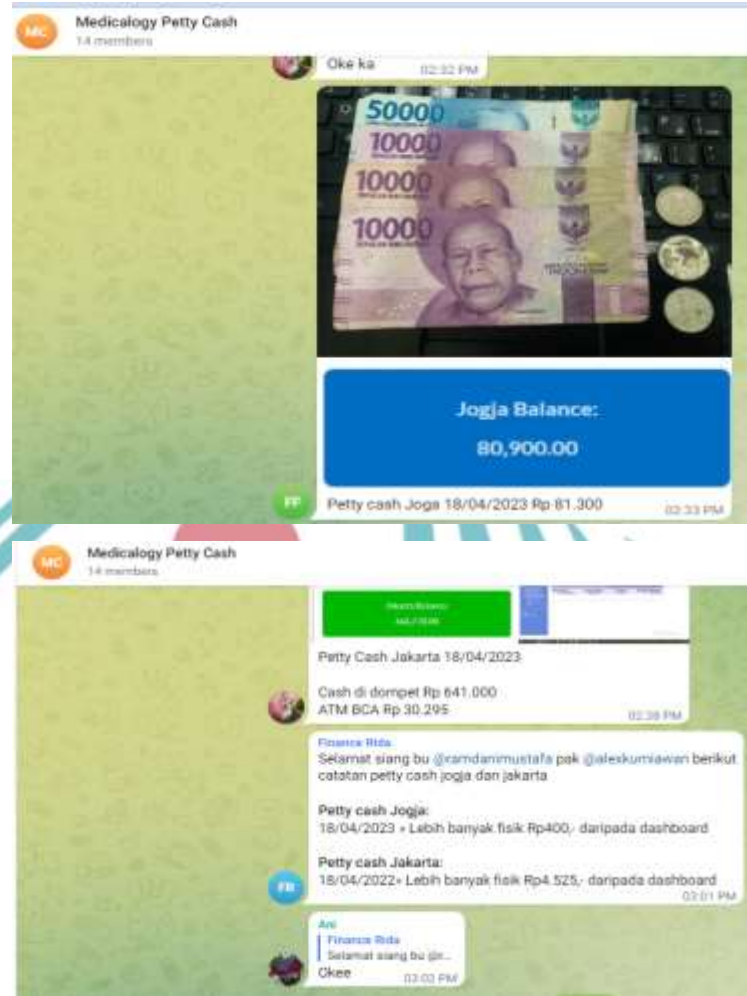 MC
Medicalogy Petty Cash
14 members
Oke ka
02:32 PM
50000
10000
10000
10000
Jogja Balance:
80,900.00
FF
Petty cash Joga 18/04/2023 Rp 81.300
02:33 PM
MC
Medicalogy Petty Cash
14 members
Petty Cash Jakarta 18/04/2023
Cash di dompet Rp 641.000
ATM BCA Rp 30.295
Finance Rida
Selamat siang bu @ramdanimustafa pak @alexkurniawan berikut
catatan petty cash jogja dan jakarta
Petty cash Jogja:
18/04/2023 = Lebih banyak fisik Rp400,- daripada dashboard
Petty cash Jakarta:
18/04/2022= Lebih banyak fisik Rp4.525,- daripada dashboard
03:01 PM
Ani
Finance Rida
Selamat siang bu
Okee
03:02 PM